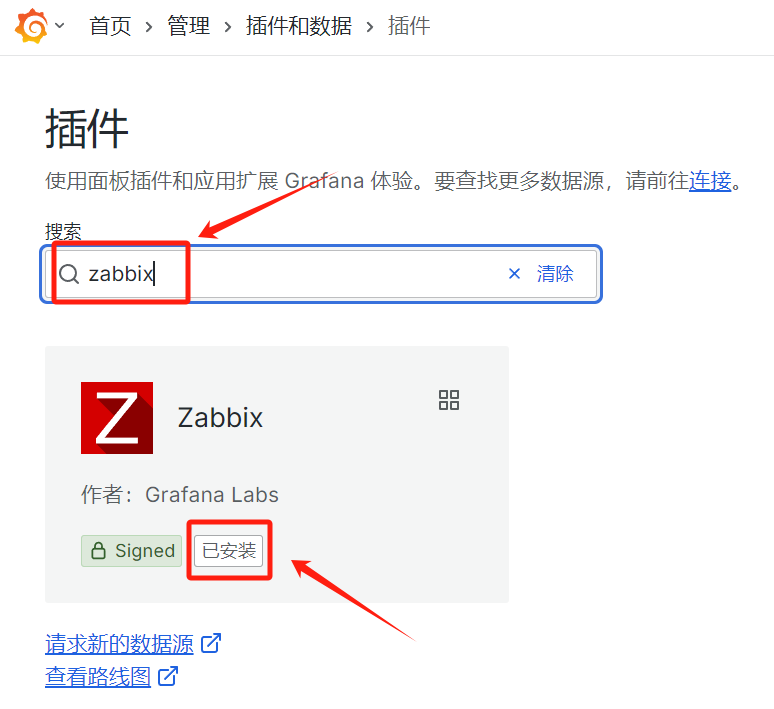 首页 › 管理 › 插件和数据 › 插件
插件
使用面板插件和应用扩展 Grafana 体验。要查找更多数据源，请前往连接。
搜索
zabbix × 清除
Z Zabbix
作者：Grafana Labs
Signed 已安装
请求新的数据源
查看路线图